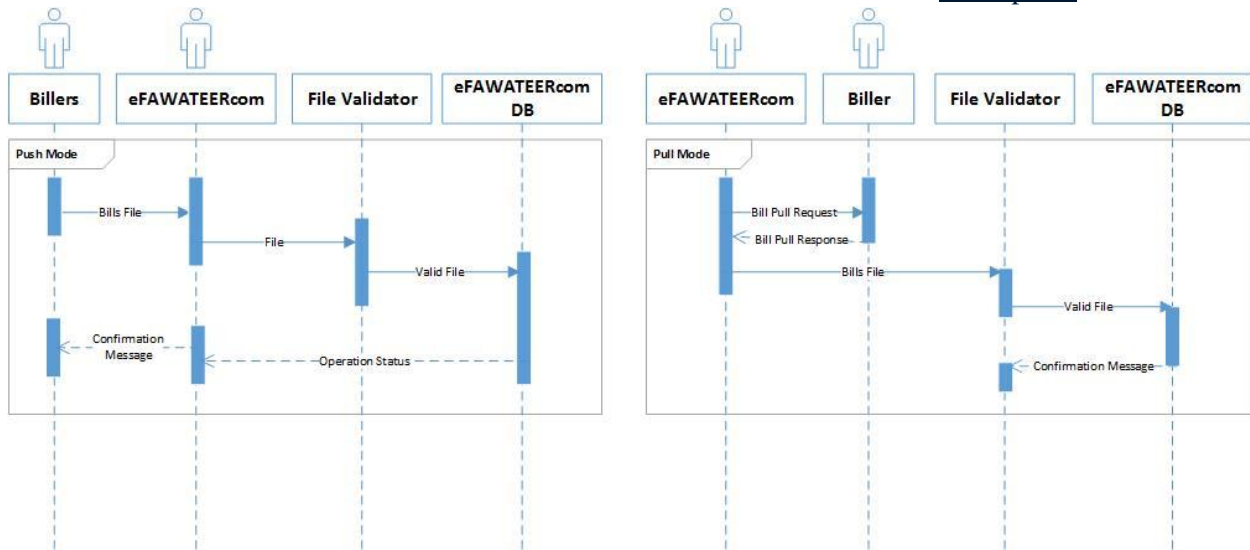 Billers
eFAWATEERcom
File Validator
eFAWATEERcom
DB
Push Mode
Bills File
File
Valid File
Confirmation
Message
Operation Status
eFAWATEERcom
Biller
File Validator
eFAWATEERcom
DB
Pull Mode
Bill Pull Request
Bill Pull Response
Bills File
Valid File
Confirmation Message